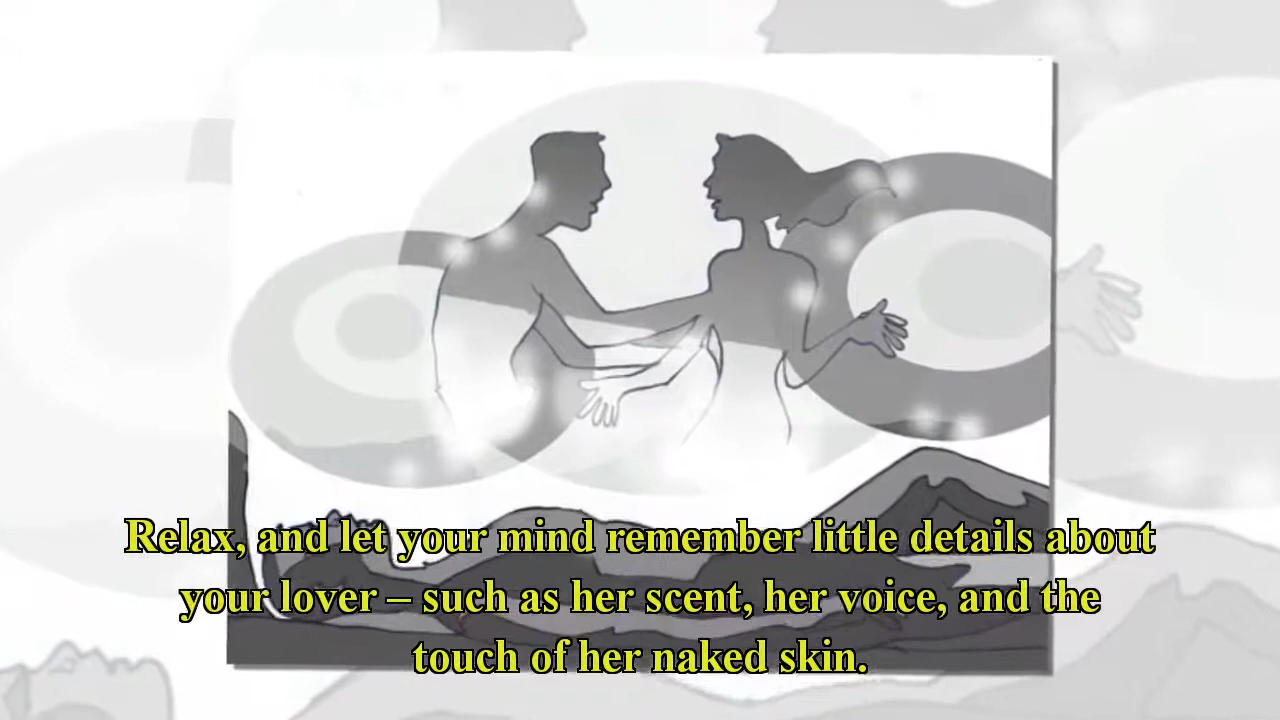 Relax, and let your mind remember little details about
your lover – such as her scent, her voice, and the
touch of her naked skin.